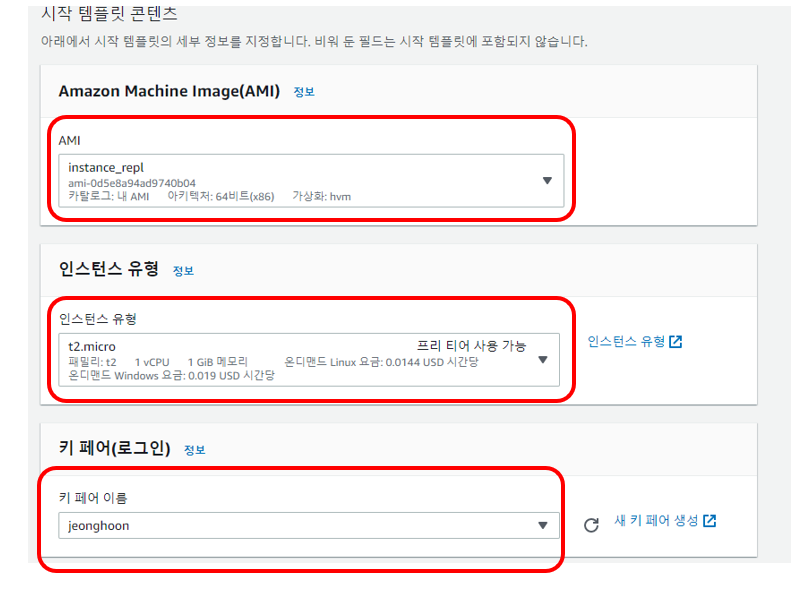 시작 템플릿 콘텐츠
아래에서 시작 템플릿의 세부 정보를 지정합니다. 비워 둔 필드는 시작 템플릿에 포함되지 않습니다.
Amazon Machine Image(AMI) 정보
AMI
instance_repl
ami-0d5e8a94ad9740b04
카탈로그: 내 AMI 아키텍처: 64비트(x86) 가상화: hvm
인스턴스 유형 정보
인스턴스 유형
t2.micro 프리 티어 사용 가능
패밀리: t2 1 vCPU 1 GiB 메모리 온디맨드 Linux 요금: 0.0144 USD 시간당
온디맨드 Windows 요금: 0.019 USD 시간당
인스턴스 유형
키 페어(로그인) 정보
키 페어 이름
jeonghoon
새 키 페어 생성